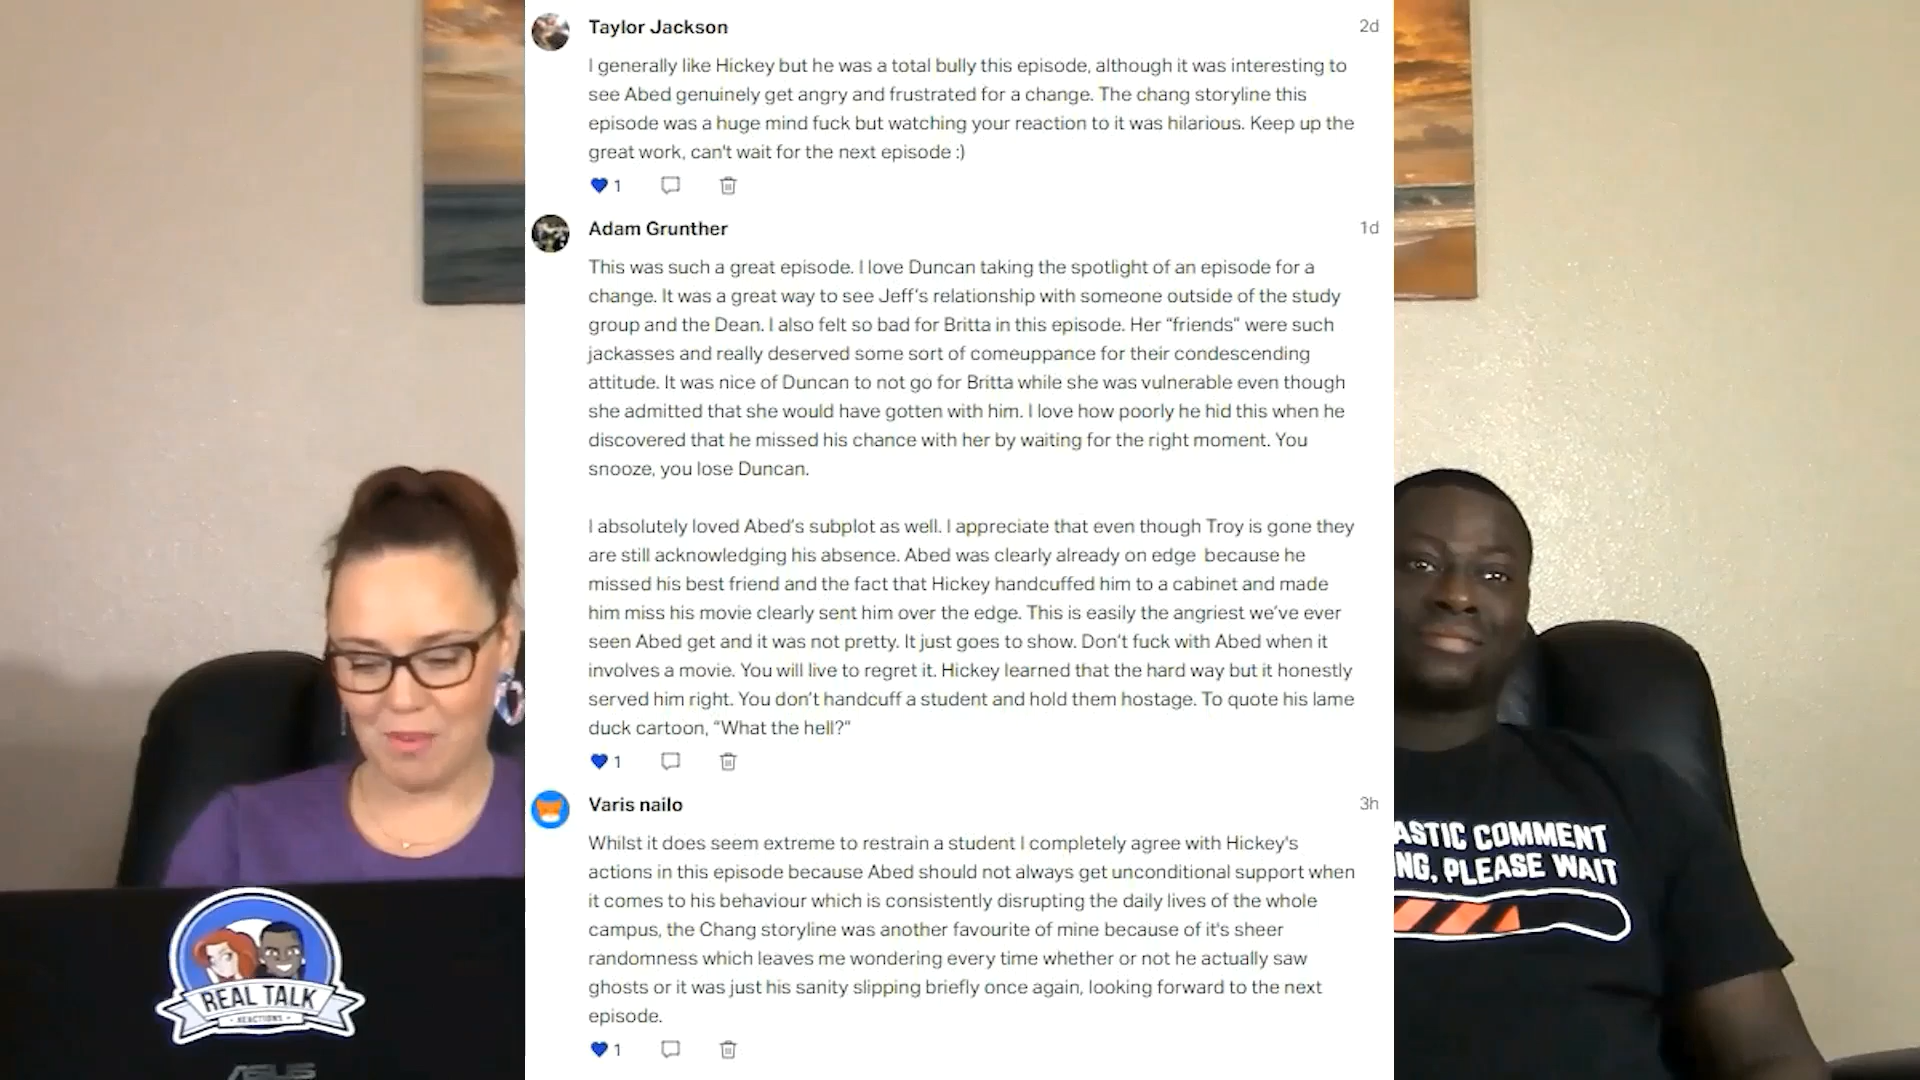 Taylor Jackson
2d
I generally like Hickey but he was a total bully this episode, although it was interesting to
see Abed genuinely get angry and frustrated for a change. The chang storyline this
episode was a huge mind fuck but watching your reaction to it was hilarious. Keep up the
great work, can't wait for the next episode :)
1
Adam Grunther
1d
This was such a great episode. I love Duncan taking the spotlight of an episode for a
change. It was a great way to see Jeff's relationship with someone outside of the study
group and the Dean. I also felt so bad for Britta in this episode. Her "friends" were such
jackasses and really deserved some sort of comeuppance for their condescending
attitude. It was nice of Duncan to not go for Britta while she was vulnerable even though
she admitted that she would have gotten with him. I love how poorly he hid this when he
discovered that he missed his chance with her by waiting for the right moment. You
snooze, you lose Duncan.
I absolutely loved Abed's subplot as well. I appreciate that even though Troy is gone they
are still acknowledging his absence. Abed was clearly already on edge because he
missed his best friend and the fact that Hickey handcuffed him to a cabinet and made
him miss his movie clearly sent him over the edge. This is easily the angriest we've ever
seen Abed get and it was not pretty. It just goes to show. Don't fuck with Abed when it
involves a movie. You will live to regret it. Hickey learned that the hard way but it honestly
served him right. You don't handcuff a student and hold them hostage. To quote his lame
duck cartoon, "What the hell?"
1
Varis nailo
3h
Whilst it does seem extreme to restrain a student I completely agree with Hickey's
actions in this episode because Abed should not always get unconditional support when
it comes to his behaviour which is consistently disrupting the daily lives of the whole
campus, the Chang storyline was another favourite of mine because of it's sheer
randomness which leaves me wondering every time whether or not he actually saw
ghosts or it was just his sanity slipping briefly once again, looking forward to the next
episode.
1
REAL TALK
REACTIONS
ASUS
ASTIC COMMENT
NG, PLEASE WAIT